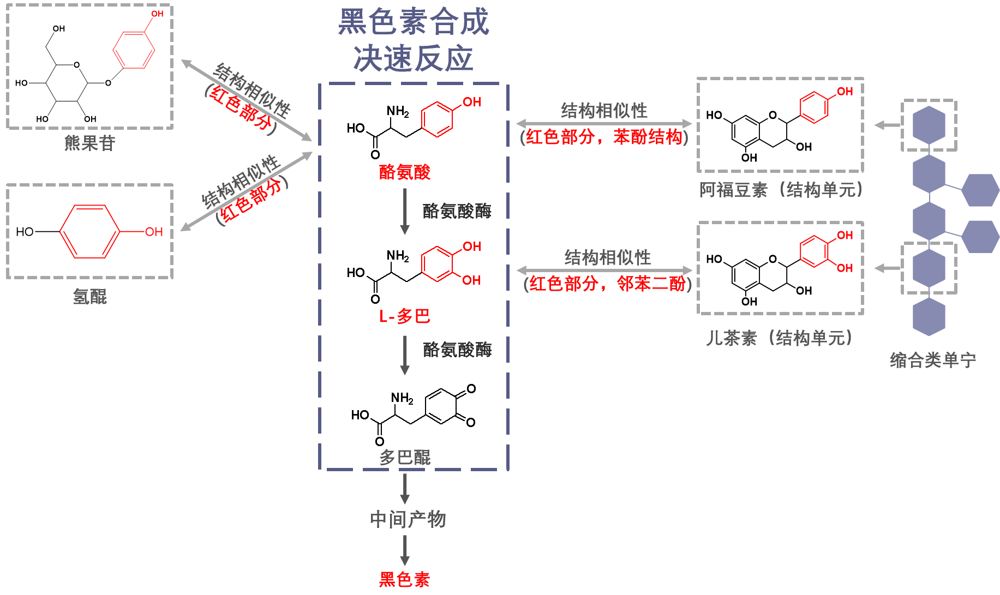 黑色素合成
决速反应
OH
OH
O
HO
O
HO
OH
熊果苷
结构相似性
(红色部分)
HO
OH
氢醌
结构相似性
(红色部分)
NH2
OH
HO
O
酪氨酸
酪氨酸酶
NH2
OH
HO
OH
O
L-多巴
酪氨酸酶
NH2
O
HO
O
O
多巴醌
中间产物
黑色素
结构相似性
(红色部分，苯酚结构)
OH
HO
O
OH
OH
阿福豆素（结构单元）
结构相似性
(红色部分，邻苯二酚)
OH
HO
O
OH
OH
OH
儿茶素（结构单元）
缩合类单宁